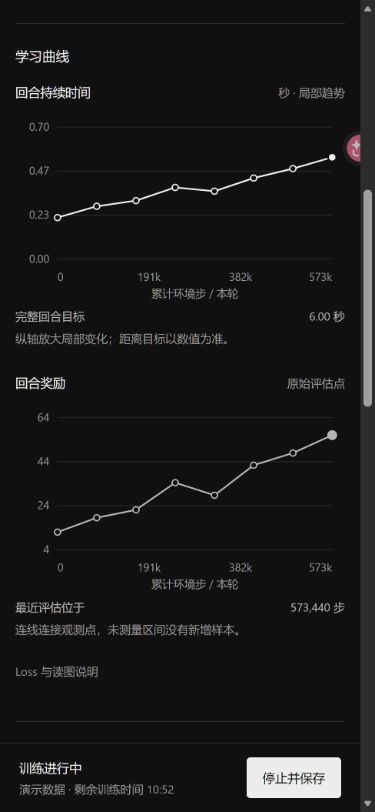 学习曲线
回合持续时间 秒 · 局部趋势
0.70
0.47
0.23
0.00
0 191k 382k 573k
累计环境步 / 本轮
完整回合目标 6.00 秒
纵轴放大局部变化；距离目标以数值为准。
回合奖励 原始评估点
64
44
24
4
0 191k 382k 573k
累计环境步 / 本轮
最近评估位于 573,440 步
连线连接观测点，未测量区间没有新增样本。
Loss 与读图说明
训练进行中
演示数据 · 剩余训练时间 10:52
停止并保存